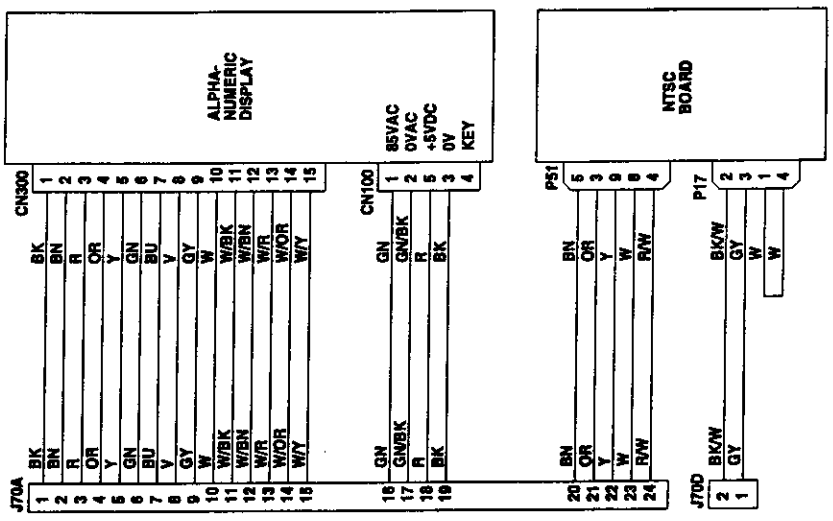 ALPHA-
NUMERIC
DISPLAY
85VAC
0VAC
+5VDC
0V
KEY
NTSC
BOARD
CN300
1 2 3 4 5 6 7 8 9 10 11 12 13 14 15
CN100
1 2 5 3 4
P51
5 3 9 8 4
P17
2 3 1 4
BK BN R OR Y GN BU V GY W W/BK W/BN W/R W/OR W/Y
GN GN/BK R BK
BN OR Y W R/W
BK/W GY W W
BK BN R OR Y GN BU V GY W W/BK W/BN W/R W/OR W/Y
GN GN/BK R BK
BN OR Y W R/W
BK/W GY
J70A
1 2 3 4 5 6 7 8 9 10 11 12 13 14 15
16 17 18 19
20 21 22 23 24
J70D
2 1